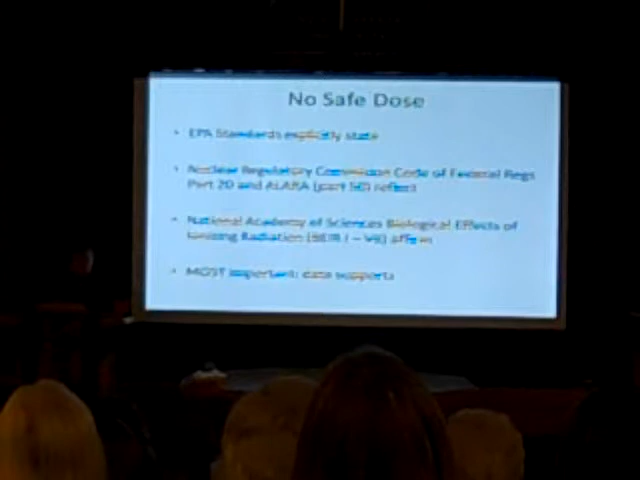 No Safe Dose
• EPA Standards explicitly state
• Nuclear Regulatory Commission Code of Federal Regs
Part 20 and ALARA (part 50) reflect
• National Academy of Sciences Biological Effects of
Ionizing Radiation (BEIR I – VII) affirm
• MOST important: data supports